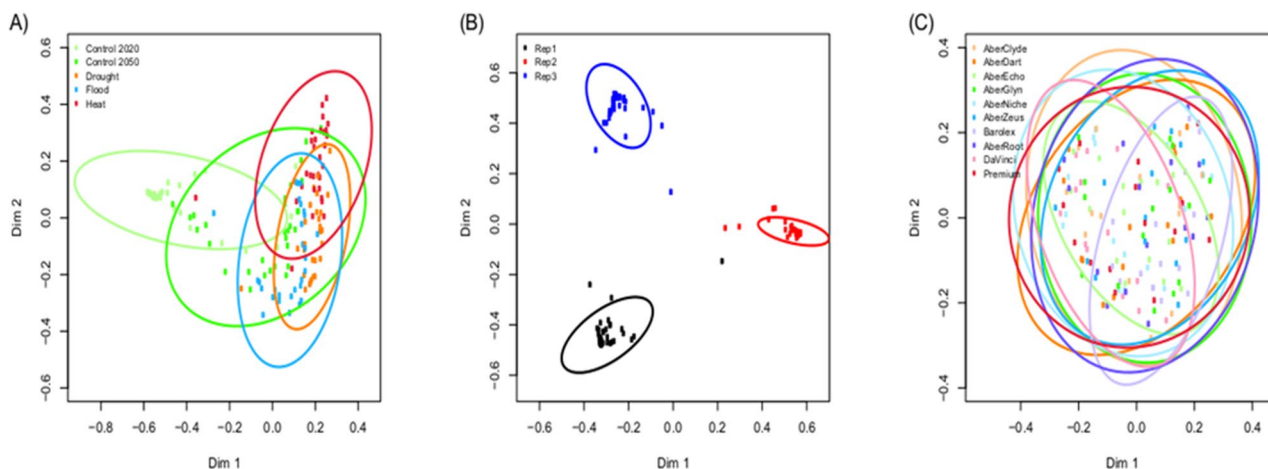 A)
B)
C)
Control 2020
Control 2050
Drought
Flood
Heat
Rep1
Rep2
Rep3
AberClyde
AberDart
AberEcho
AberGlyn
AberNiche
AberZeus
Barolex
AberRoot
DaVinci
Premium
Dim 2
0.6
0.4
0.2
0.0
−0.2
−0.4
−0.6
−0.8 −0.6 −0.4 −0.2 0.0 0.2 0.4 0.6
Dim 1
Dim 2
0.6
0.4
0.2
0.0
−0.2
−0.4
−0.6
−0.6 −0.4 −0.2 0.0 0.2 0.4 0.6
Dim 1
Dim 2
0.4
0.2
0.0
−0.2
−0.4
−0.4 −0.2 0.0 0.2 0.4
Dim 1